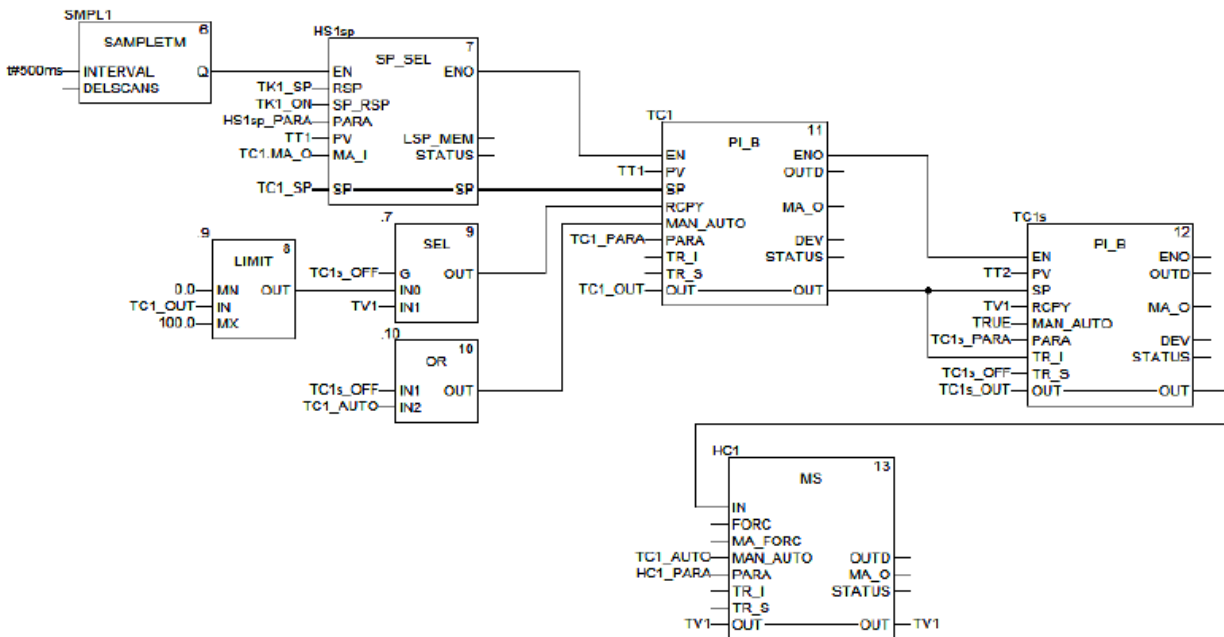 SMPL1
6
SAMPLETM
t#500ms INTERVAL Q
DELSCANS
HS1sp
7
SP_SEL
EN ENO
TK1_SP RSP
TK1_ON SP_RSP
HS1sp_PARA PARA
TT1 PV LSP_MEM
TC1.MA_O MA_I STATUS
TC1_SP SP SP
.9
8
LIMIT
0.0 MN OUT
TC1_OUT IN
100.0 MX
.7
9
SEL
TC1s_OFF G OUT
IN0
TV1 IN1
.10
10
OR
TC1s_OFF IN1 OUT
TC1_AUTO IN2
TC1
11
PI_B
EN ENO
TT1 PV OUTD
SP
RCPY MA_O
MAN_AUTO
TC1_PARA PARA DEV
TR_I STATUS
TR_S
TC1_OUT OUT OUT
TC1s
12
PI_B
EN ENO
TT2 PV OUTD
SP
TV1 RCPY MA_O
TRUE MAN_AUTO
TC1s_PARA PARA DEV
TR_I STATUS
TC1s_OFF TR_S
TC1s_OUT OUT OUT
HC1
13
MS
IN
FORC
MA_FORC
TC1_AUTO MAN_AUTO OUTD
HC1_PARA PARA MA_O
TR_I STATUS
TR_S
TV1 OUT OUT TV1